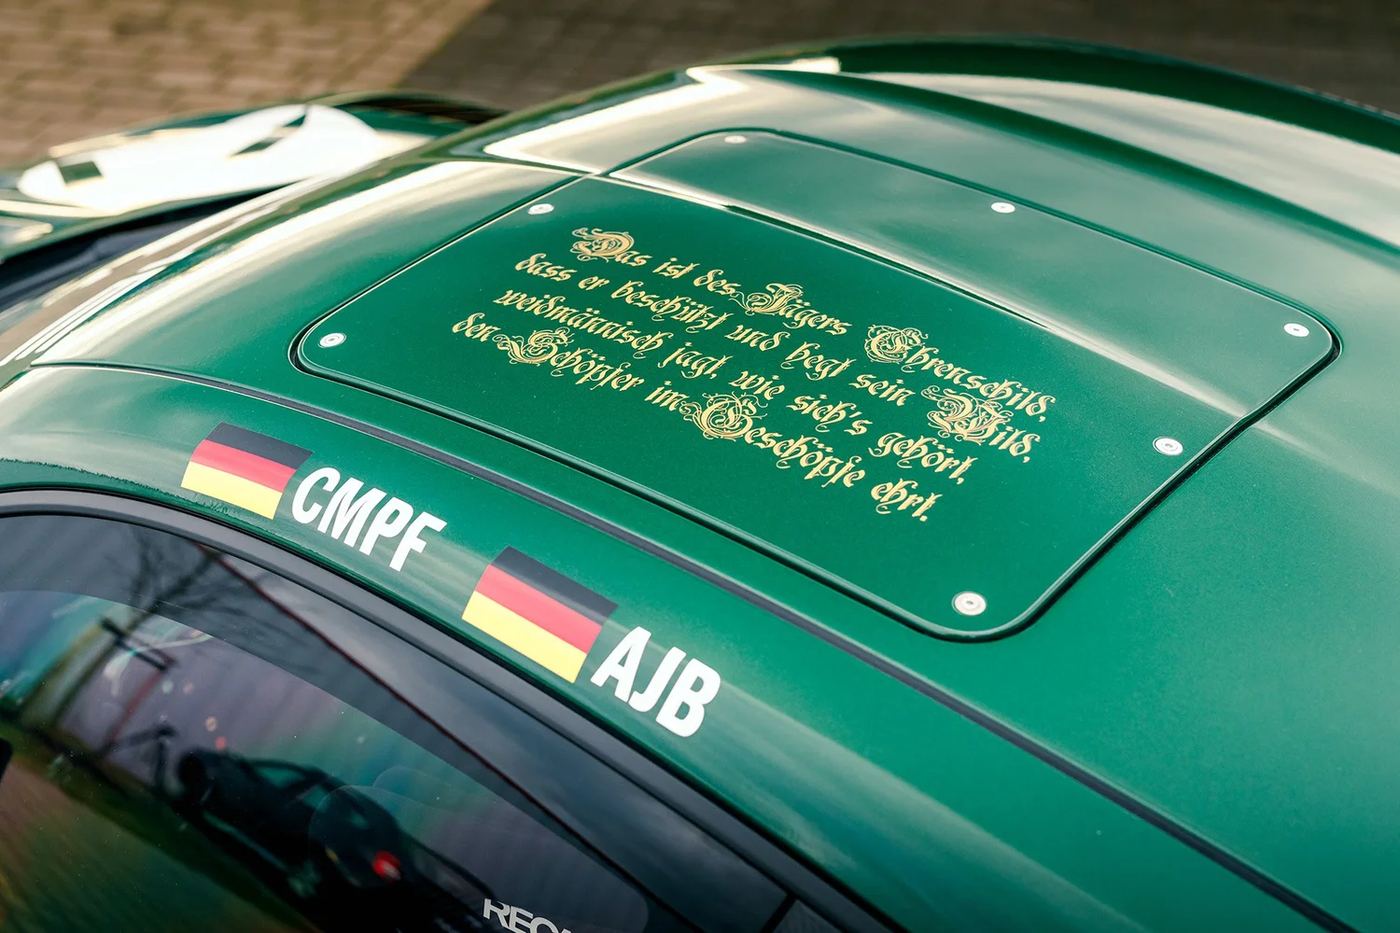 Das ist des Jägers Ehrenschild,
dass er beschützt und hegt sein Wild,
weidmännisch jagt, wie sich's gehört,
den Schöpfer im Geschöpfe ehrt.
CMPF
AJB